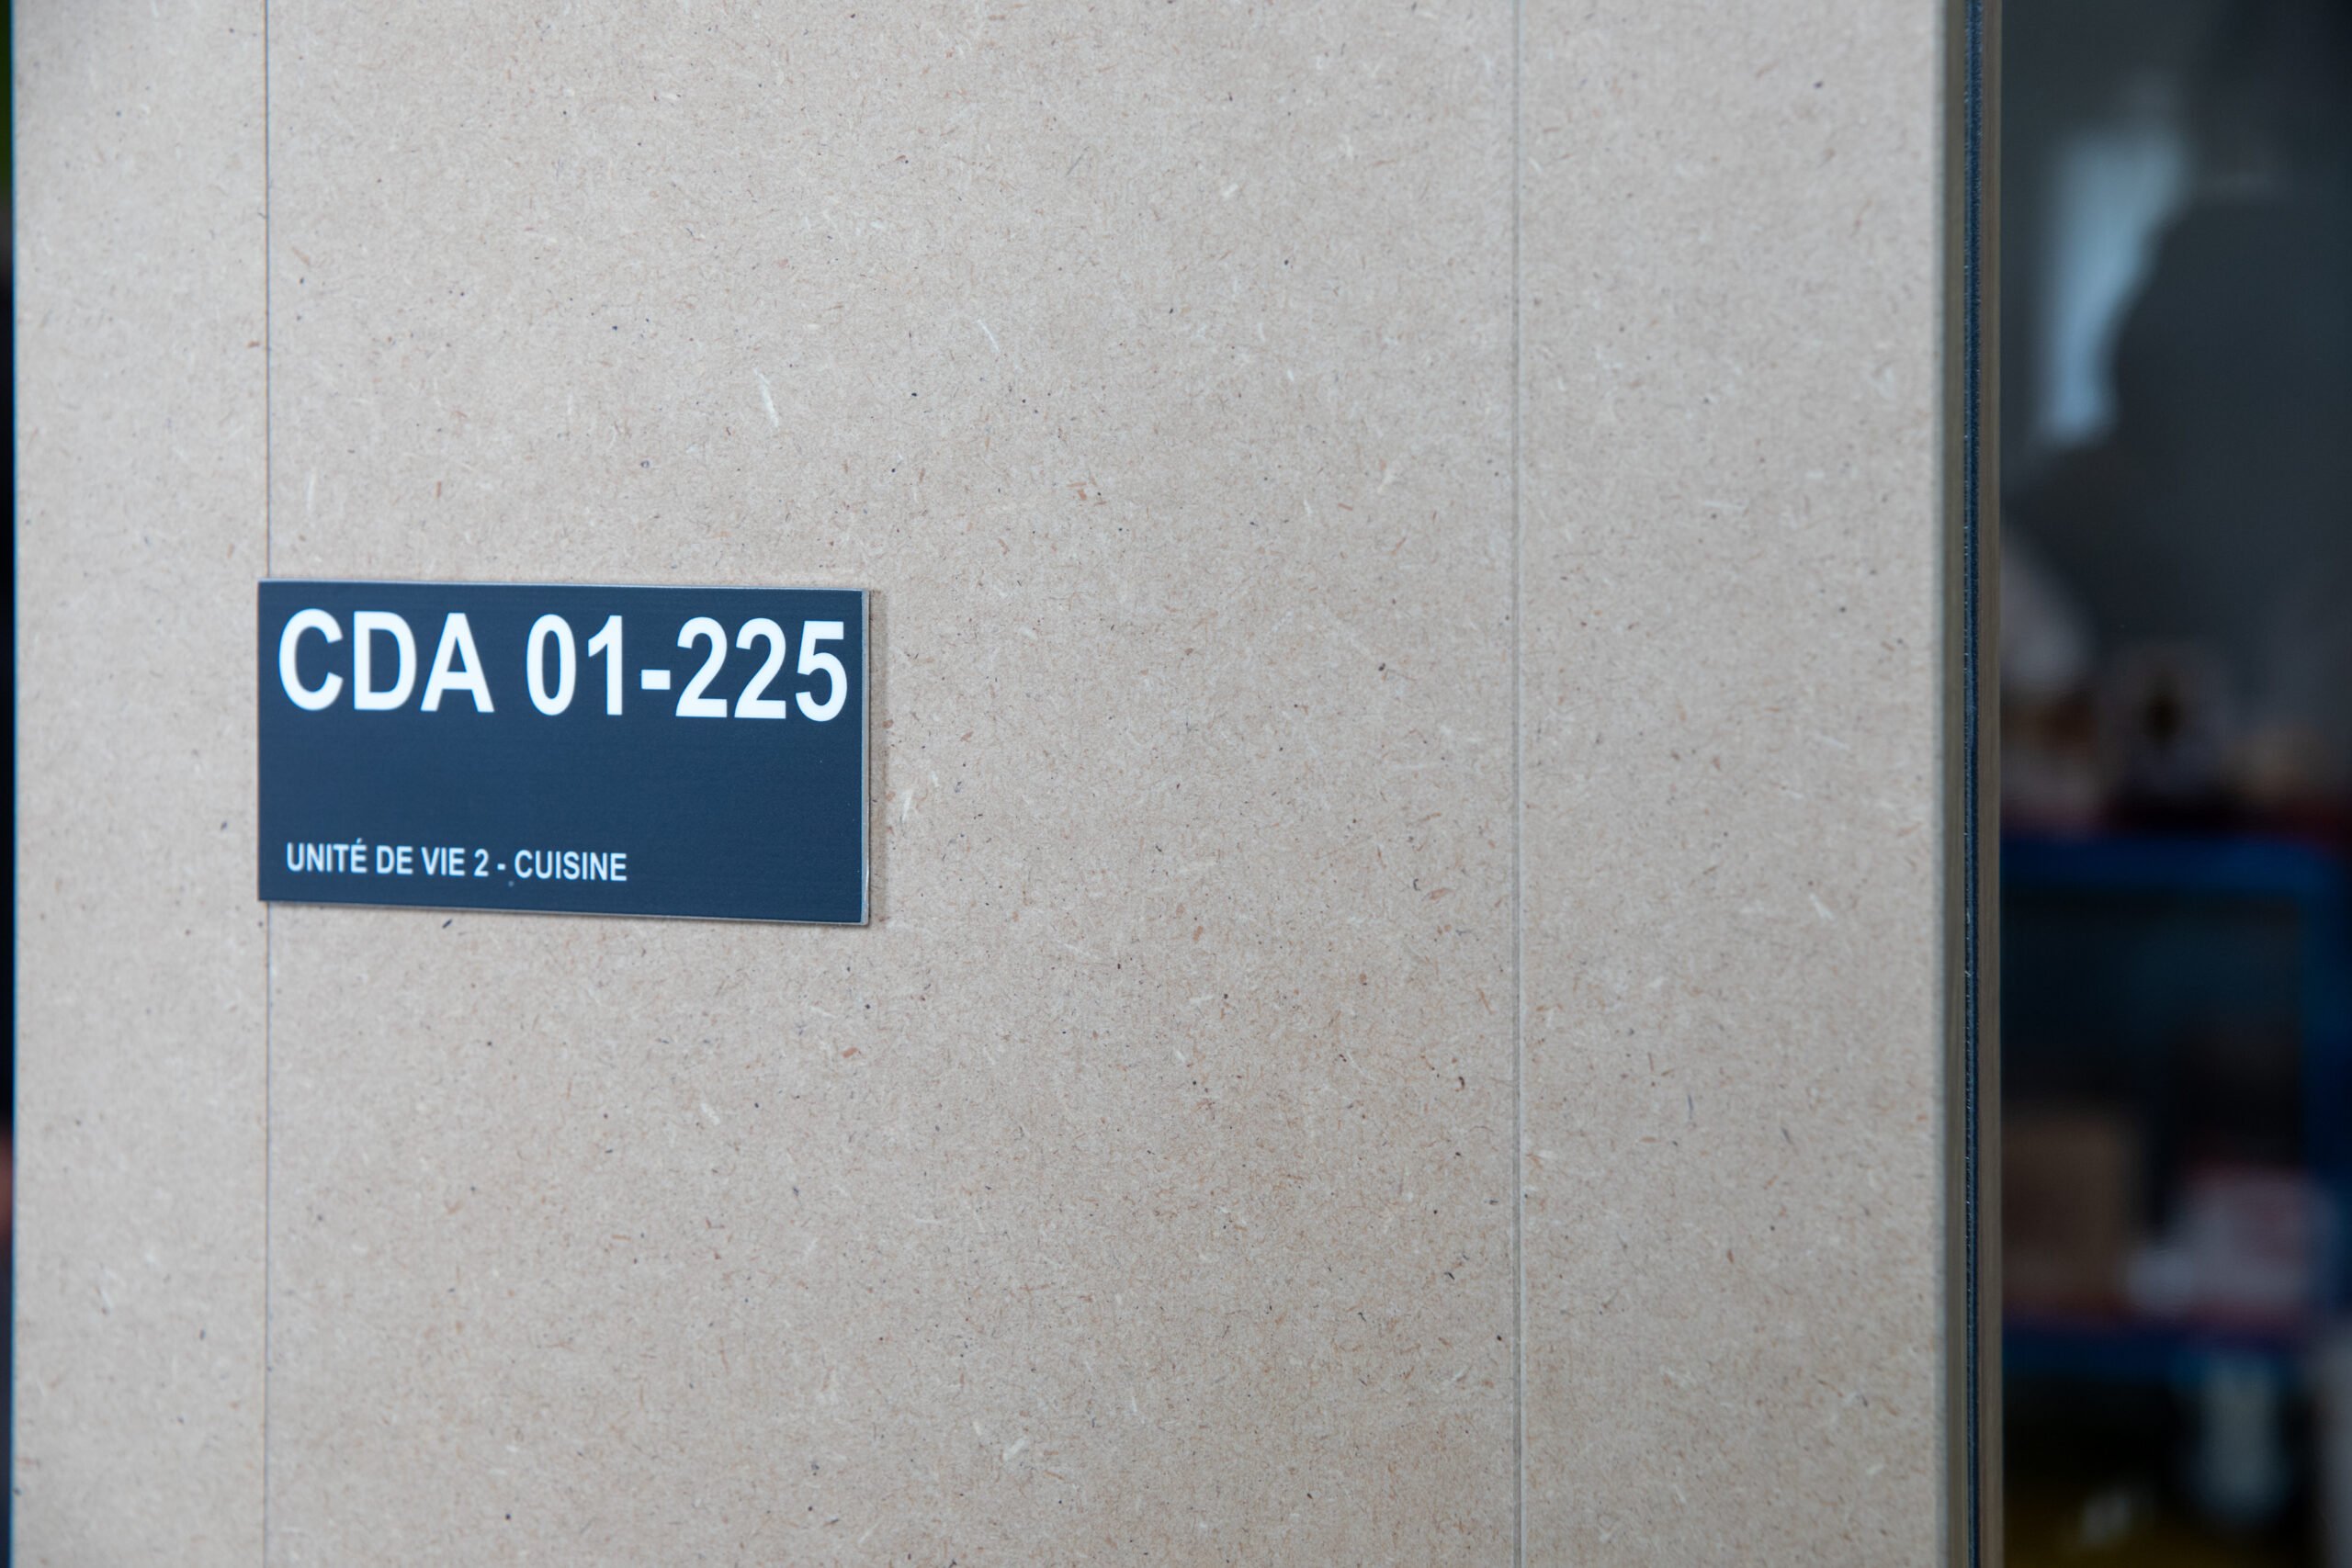 CDA 01-225
UNITÉ DE VIE 2 - CUISINE